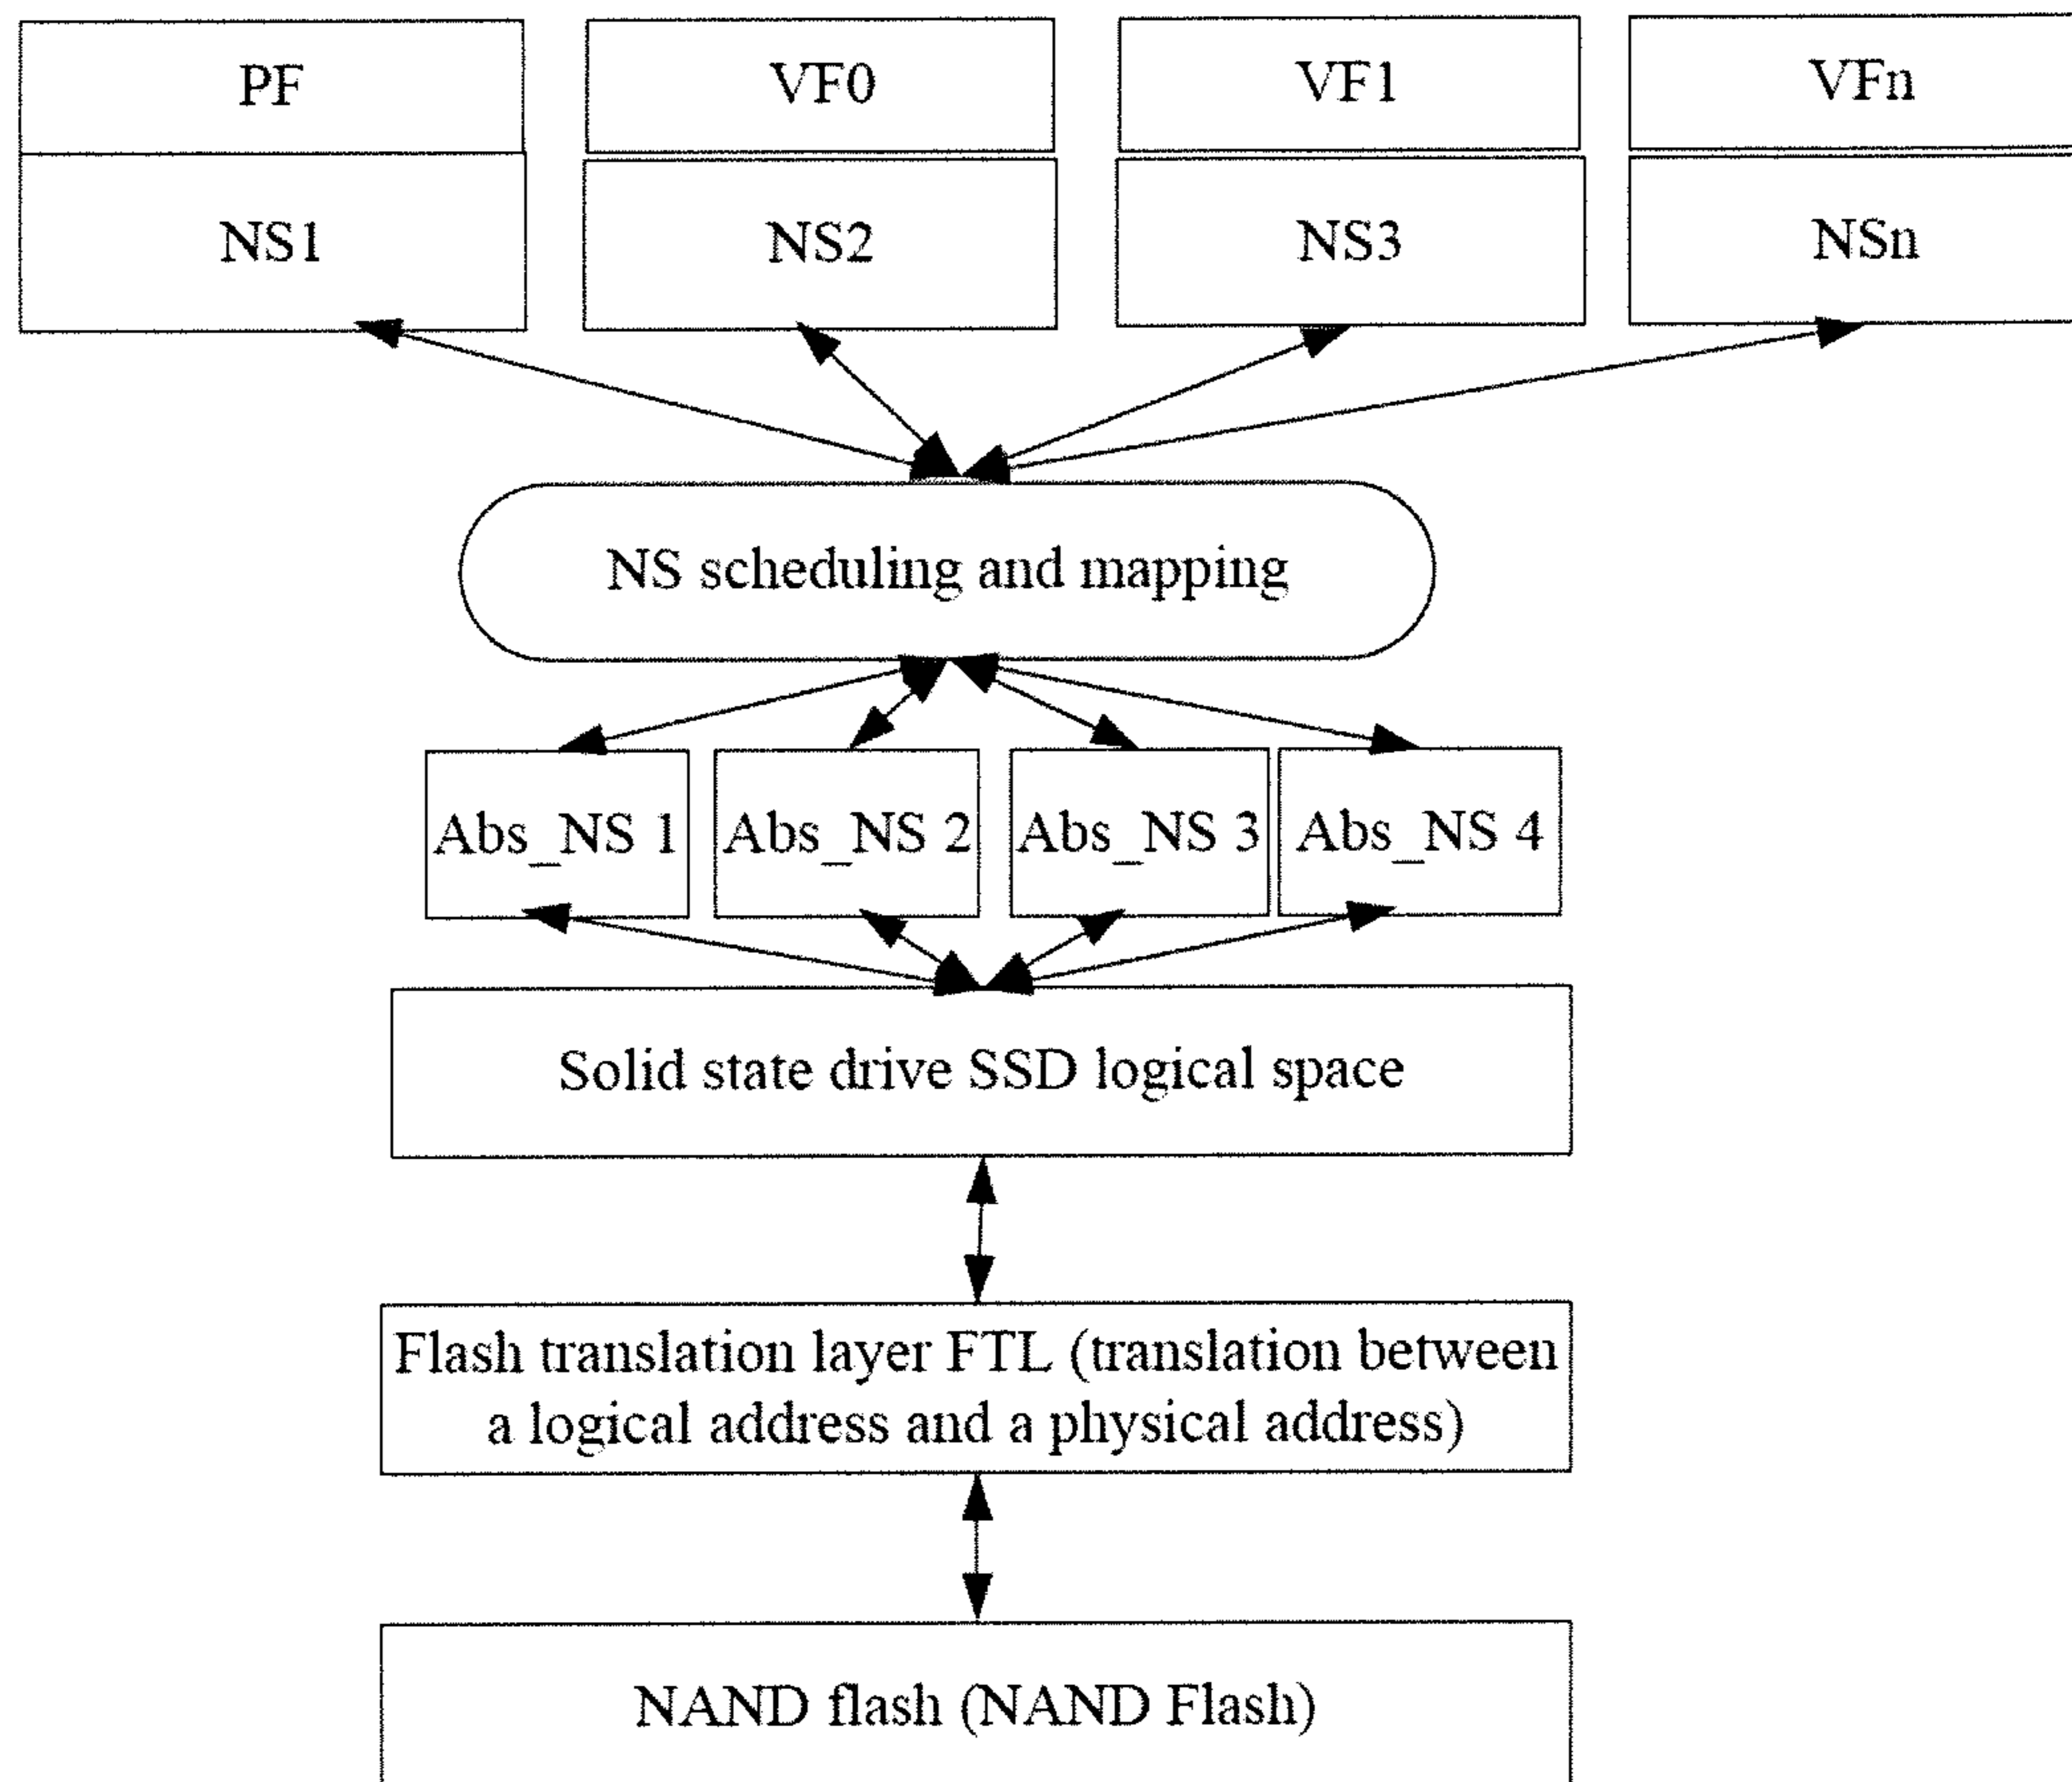 PF
VF0
VF1
VFn
NS1
NS2
NS3
NSn
NS scheduling and mapping
Abs_NS 1
Abs_NS 2
Abs_NS 3
Abs_NS 4
Solid state drive SSD logical space
Flash translation layer FTL (translation between
a logical address and a physical address)
NAND flash (NAND Flash)